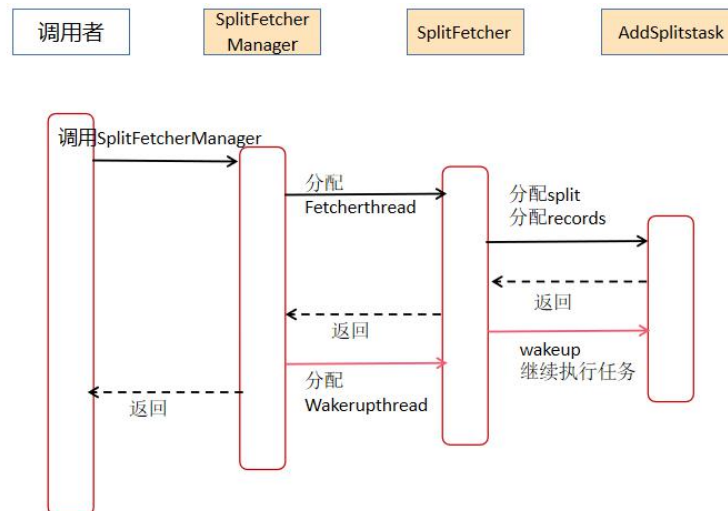 调用者
SplitFetcher
Manager
SplitFetcher
AddSplitstask
调用SplitFetcherManager
分配
Fetcherthread
分配split
分配records
返回
返回
wakeup
继续执行任务
分配
Wakerupthread
返回